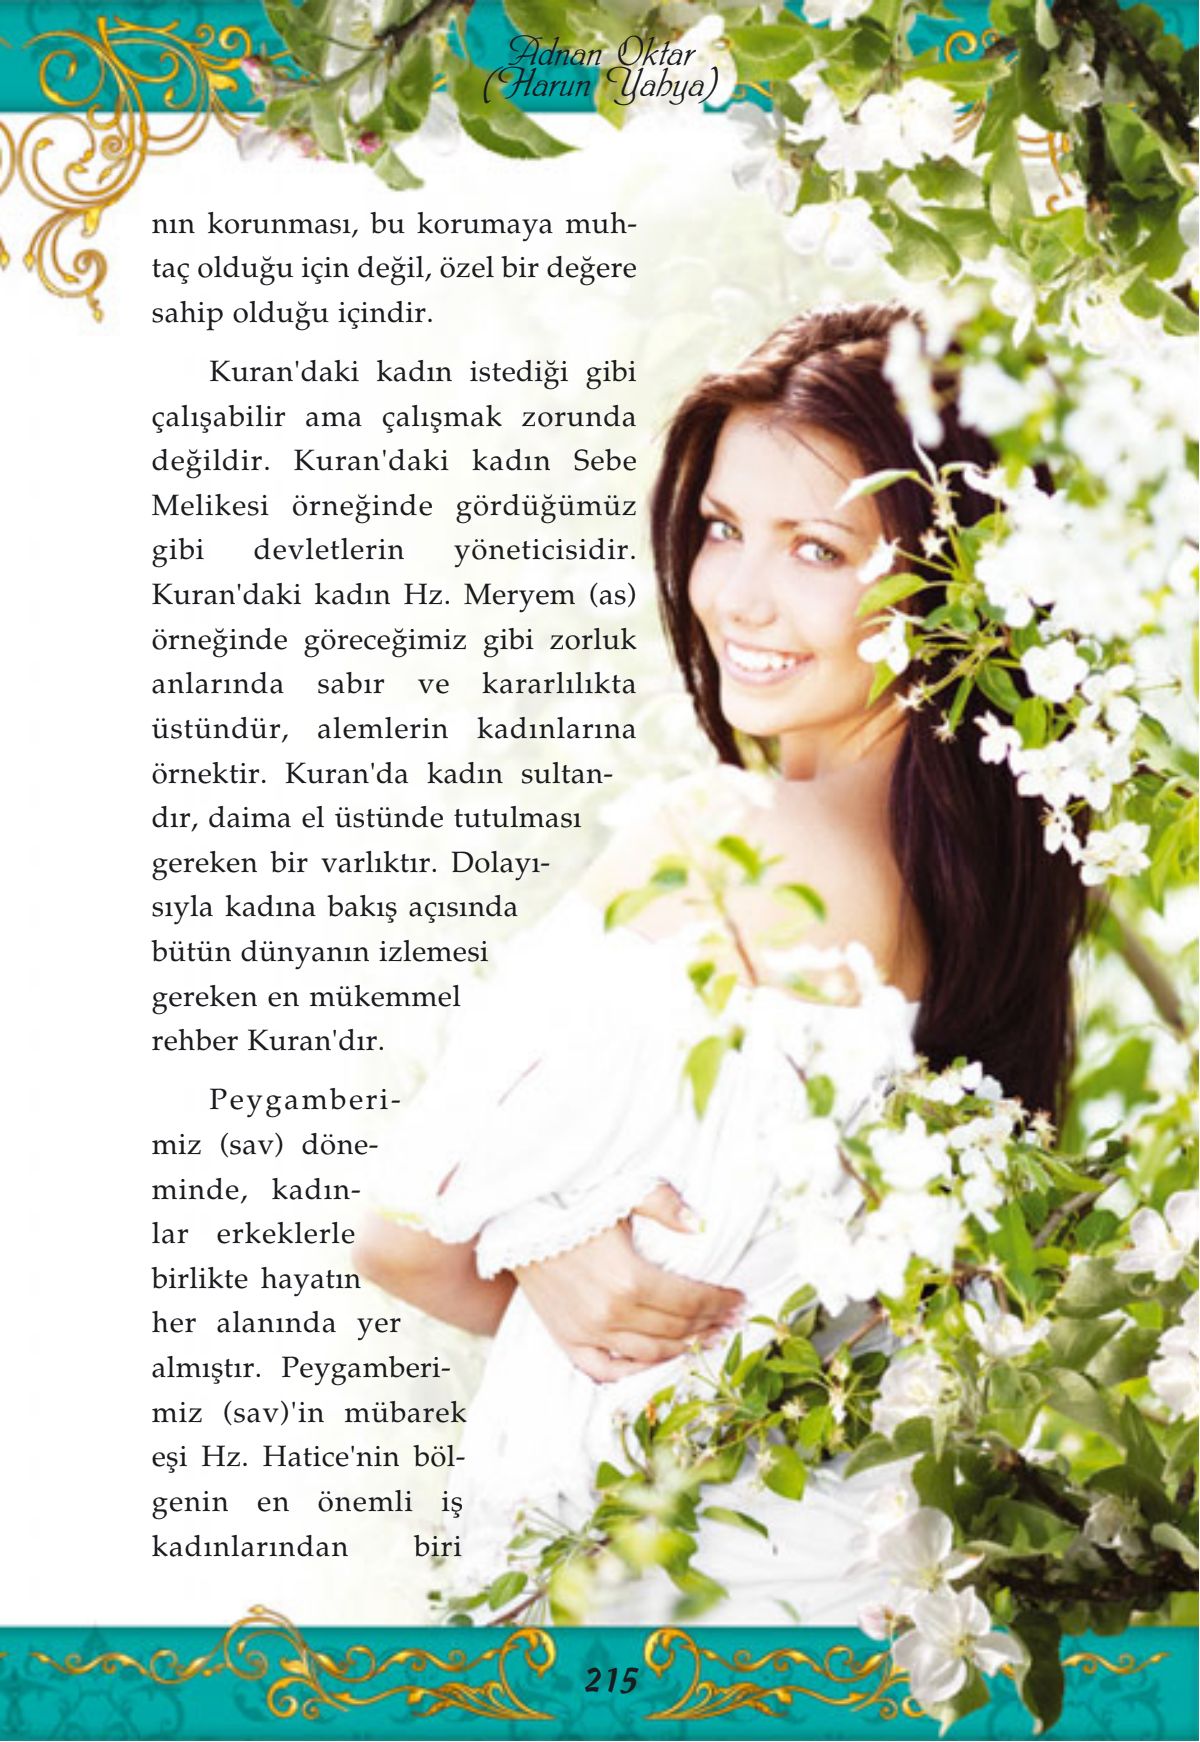 Adnan Oktar
(Harun Yahya)
nın korunması, bu korumaya muh-
taç olduğu için değil, özel bir değere
sahip olduğu içindir.
Kuran'daki kadın istediği gibi
çalışabilir ama çalışmak zorunda
değildir. Kuran'daki kadın Sebe
Melikesi örneğinde gördüğümüz
gibi devletlerin yöneticisidir.
Kuran'daki kadın Hz. Meryem (as)
örneğinde göreceğimiz gibi zorluk
anlarında sabır ve kararlılıkta
üstündür, alemlerin kadınlarına
örnektir. Kuran'da kadın sultan-
dır, daima el üstünde tutulması
gereken bir varlıktır. Dolayı-
sıyla kadına bakış açısında
bütün dünyanın izlemesi
gereken en mükemmel
rehber Kuran'dır.
Peygamberi-
miz (sav) döne-
minde, kadın-
lar erkeklerle
birlikte hayatın
her alanında yer
almıştır. Peygamberi-
miz (sav)'in mübarek
eşi Hz. Hatice'nin böl-
genin en önemli iş
kadınlarından biri
215